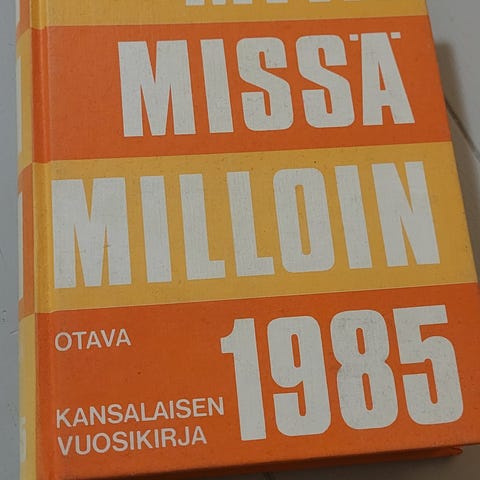 MISSÄ
MILLOIN
OTAVA
1985
KANSALAISEN
VUOSIKIRJA